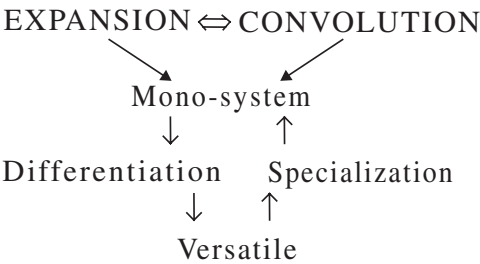 EXPANSION ⇔ CONVOLUTION
Mono-system
Differentiation Specialization
Versatile